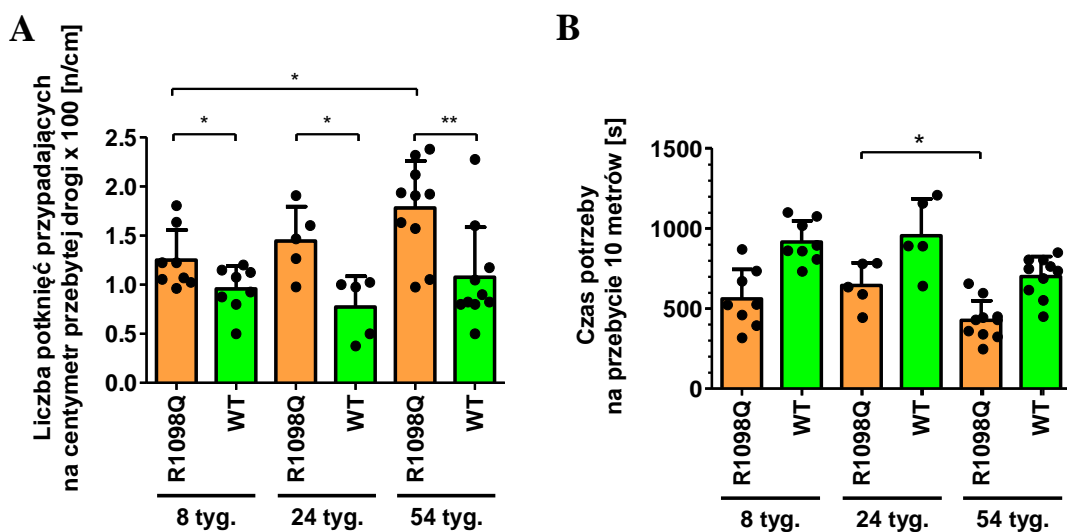 A
Liczba potknięć przypadających
na centymetr przebytej drogi x 100 [n/cm]
*
*
*
**
2.5
2.0
1.5
1.0
0.5
0.0
R1098Q
WT
R1098Q
WT
R1098Q
WT
8 tyg.
24 tyg.
54 tyg.
B
Czas potrzeby
na przebycie 10 metrów [s]
*
1500
1000
500
0
R1098Q
WT
R1098Q
WT
R1098Q
WT
8 tyg.
24 tyg.
54 tyg.